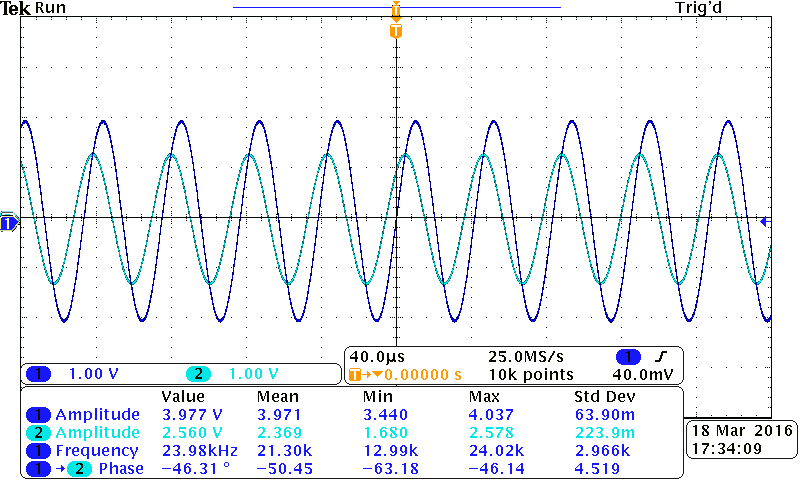 Tek Run Trig'd
T
T
1
40.0µs 25.0MS/s 1 ƒ
1 1.00 V 2 1.00 V
T→▼0.00000 s 10k points 40.0mV
Value Mean Min Max Std Dev
1 Amplitude 3.977 V 3.971 3.440 4.037 63.90m
2 Amplitude 2.560 V 2.369 1.680 2.578 223.9m
1 Frequency 23.98kHz 21.30k 12.99k 24.02k 2.966k
1 →2 Phase −46.31 ° −50.45 −63.18 −46.14 4.519
18 Mar 2016
17:34:09